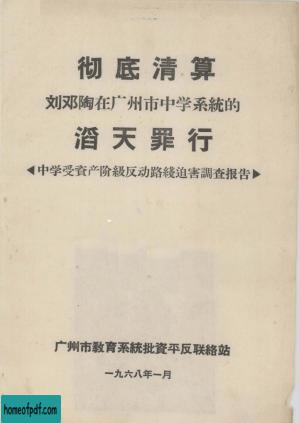 彻底清算
刘邓陶在广州市中学系統的
滔天罪行
◀中学受資产阶級反动路綫迫害調查报告▶
广州市教育系統批資平反联絡站
一九六八年一月
homeofpdf.com